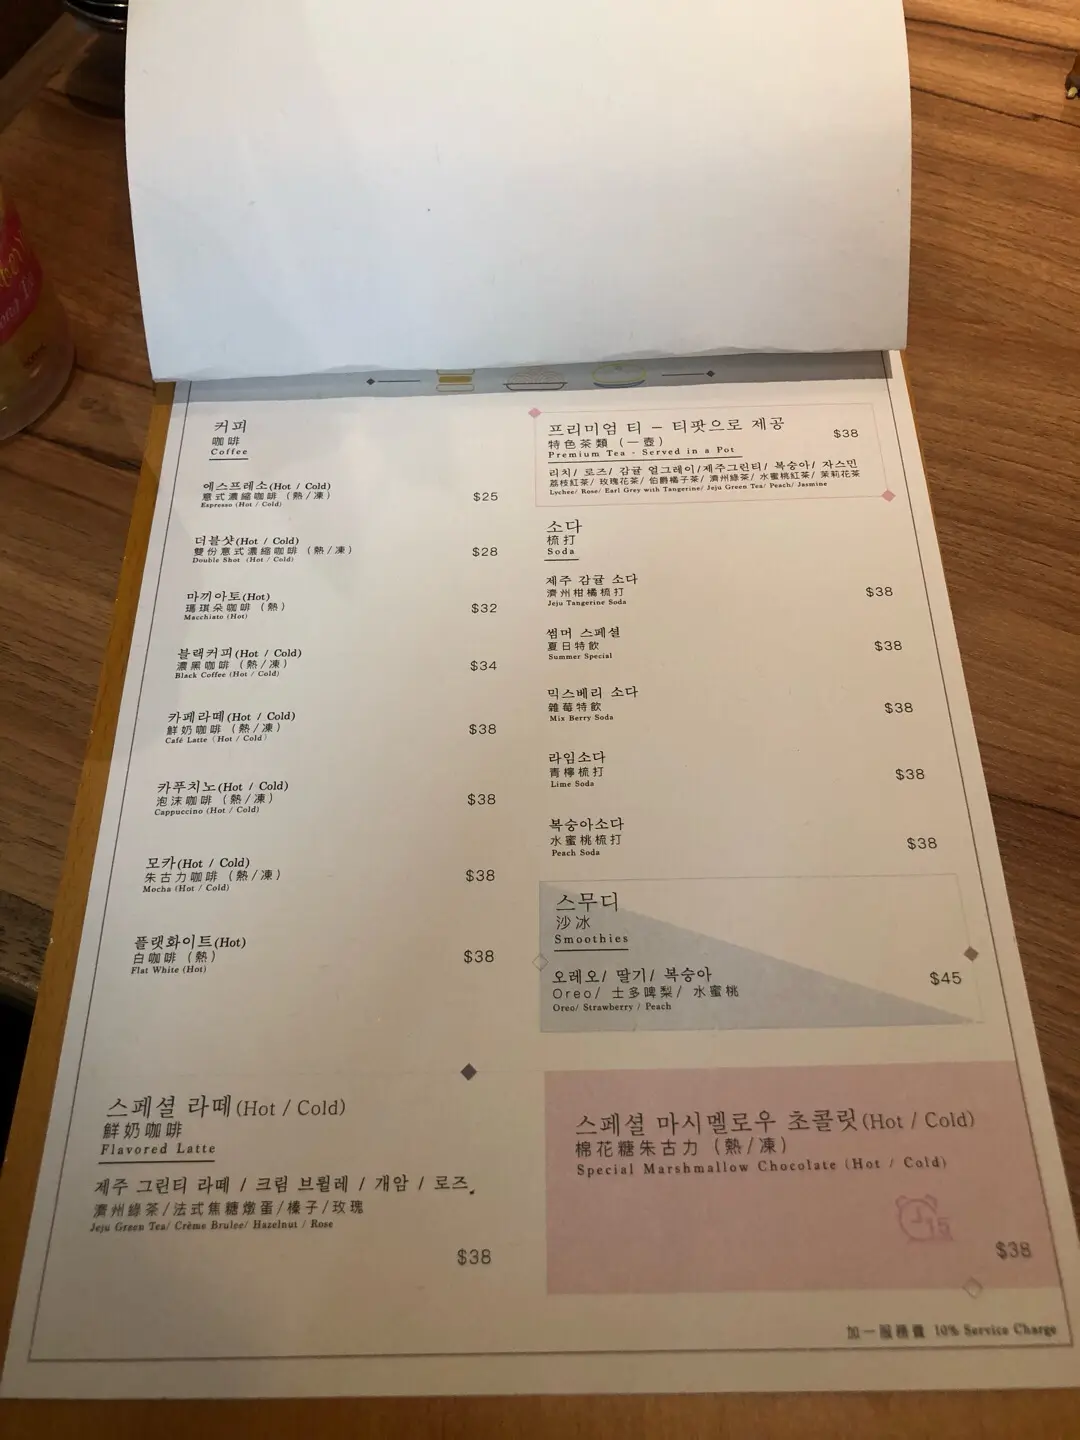 커피
咖啡
Coffee
에스프레소(Hot / Cold)
意式濃縮咖啡（熱/凍）
Espresso (Hot / Cold)
$25
더블샷(Hot / Cold)
雙份意式濃縮咖啡（熱/凍）
Double Shot (Hot / Cold)
$28
마끼아토(Hot)
瑪琪朵咖啡（熱）
Macchiato (Hot)
$32
블랙커피(Hot / Cold)
濃黑咖啡（熱/凍）
Black Coffee (Hot / Cold)
$34
카페라떼(Hot / Cold)
鮮奶咖啡（熱/凍）
Café Latte (Hot / Cold)
$38
카푸치노(Hot / Cold)
泡沫咖啡（熱/凍）
Cappuccino (Hot / Cold)
$38
모카(Hot / Cold)
朱古力咖啡（熱/凍）
Mocha (Hot / Cold)
$38
플랫화이트(Hot)
白咖啡（熱）
Flat White (Hot)
$38
스페셜 라떼(Hot / Cold)
鮮奶咖啡
Flavored Latte
제주 그린티 라떼 / 크림 브륄레 / 개암 / 로즈
濟州綠茶/法式焦糖燉蛋/榛子/玫瑰
Jeju Green Tea/ Crème Brulee/ Hazelnut / Rose
$38
프리미엄 티 - 티팟으로 제공
特色茶類（一壺）
Premium Tea - Served in a Pot
$38
리치/ 로즈/ 감귤 얼그레이/제주그린티/ 복숭아/ 자스민
荔枝紅茶/ 玫瑰花茶/ 伯爵橘子茶/ 濟州綠茶/ 水蜜桃紅茶/ 茉莉花茶
Lychee/ Rose/ Earl Grey with Tangerine/ Jeju Green Tea/ Peach/ Jasmine
소다
梳打
Soda
제주 감귤 소다
濟州柑橘梳打
Jeju Tangerine Soda
$38
썸머 스페셜
夏日特飲
Summer Special
$38
믹스베리 소다
雜莓特飲
Mix Berry Soda
$38
라임소다
青檸梳打
Lime Soda
$38
복숭아소다
水蜜桃梳打
Peach Soda
$38
스무디
沙冰
Smoothies
오레오/ 딸기/ 복숭아
Oreo/ 士多啤梨/ 水蜜桃
Oreo/ Strawberry / Peach
$45
스페셜 마시멜로우 초콜릿(Hot / Cold)
棉花糖朱古力（熱/凍）
Special Marshmallow Chocolate (Hot / Cold)
15
$38
加一服務費 10% Service Charge